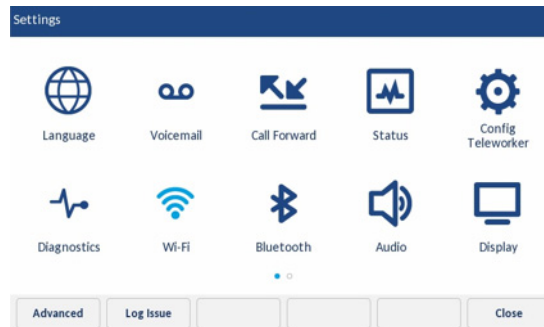 Settings
Language Voicemail Call Forward Status Config
Teleworker
Diagnostics Wi-Fi Bluetooth Audio Display
Advanced Log Issue Close